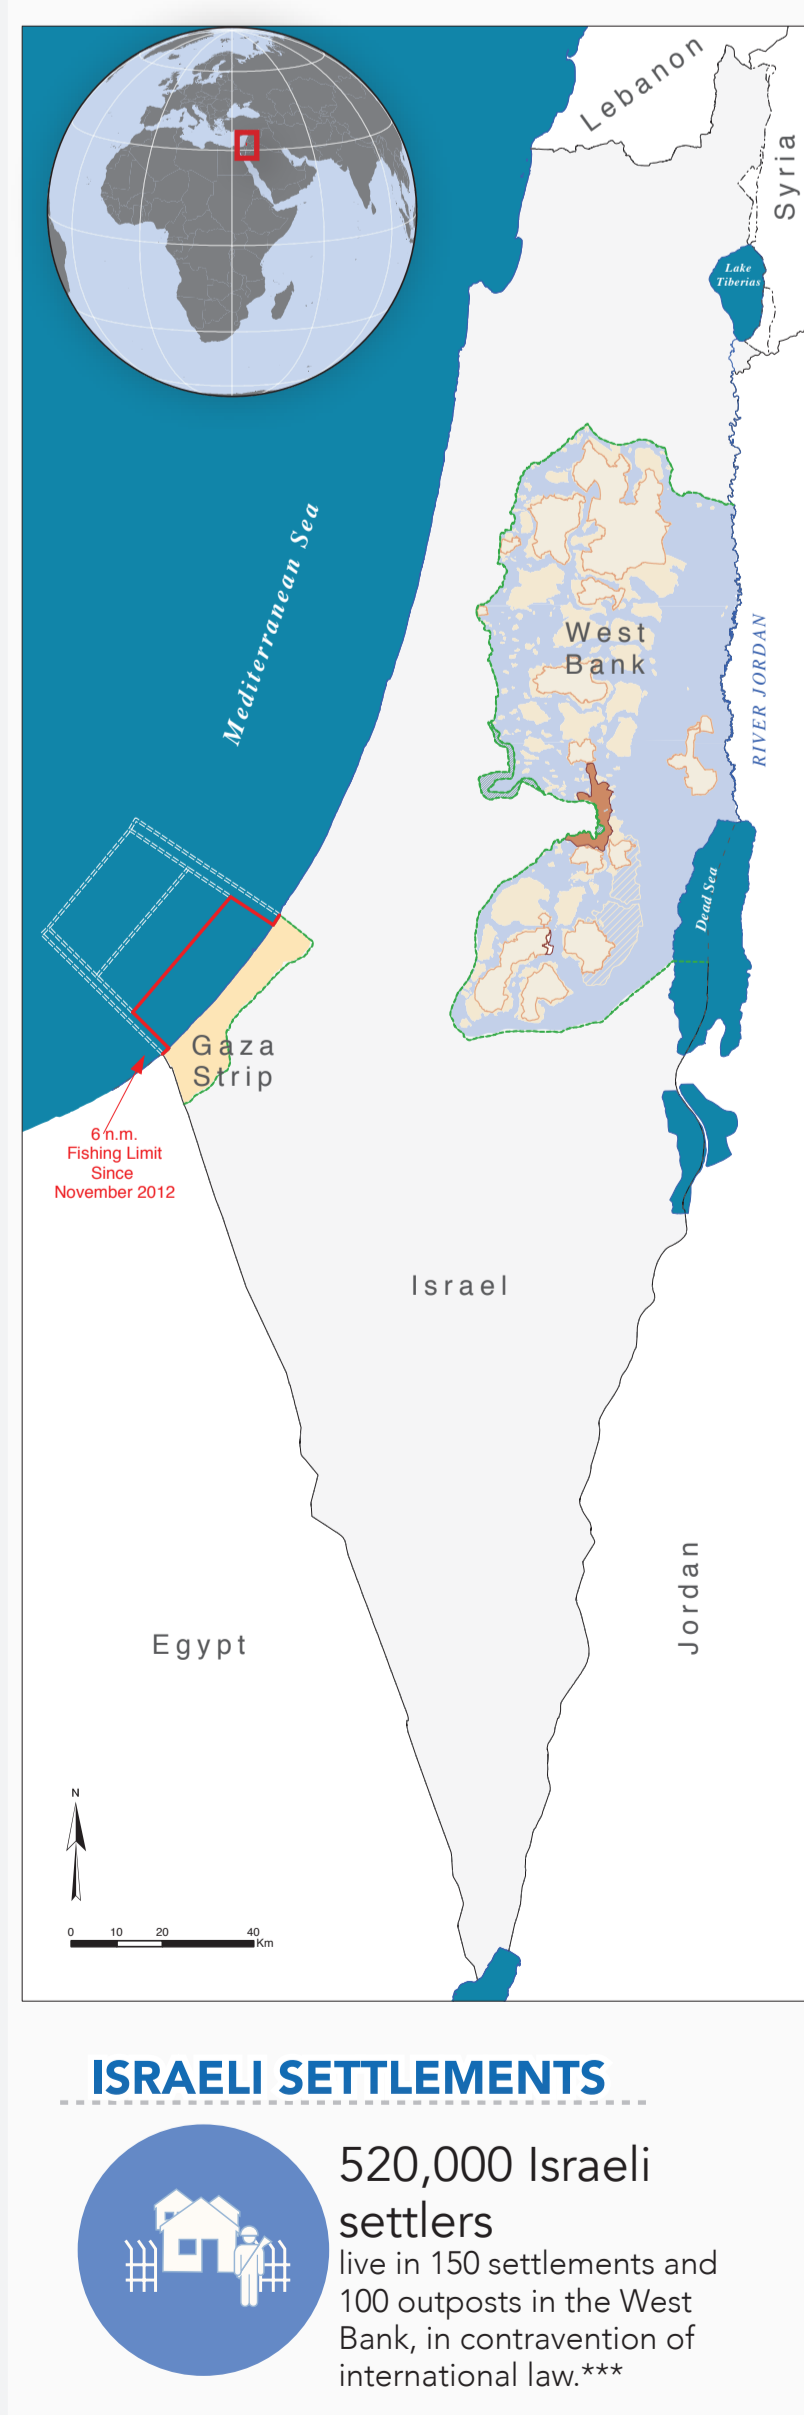 Lebanon
Syria
Lake
Tiberias
Mediterranean Sea
West
Bank
RIVER JORDAN
Dead Sea
Gaza
Strip
6 n.m.
Fishing Limit
Since
November 2012
Israel
Jordan
Egypt
N
0 10 20 40
Km
ISRAELI SETTLEMENTS
520,000 Israeli
settlers
live in 150 settlements and
100 outposts in the West
Bank, in contravention of
international law.***